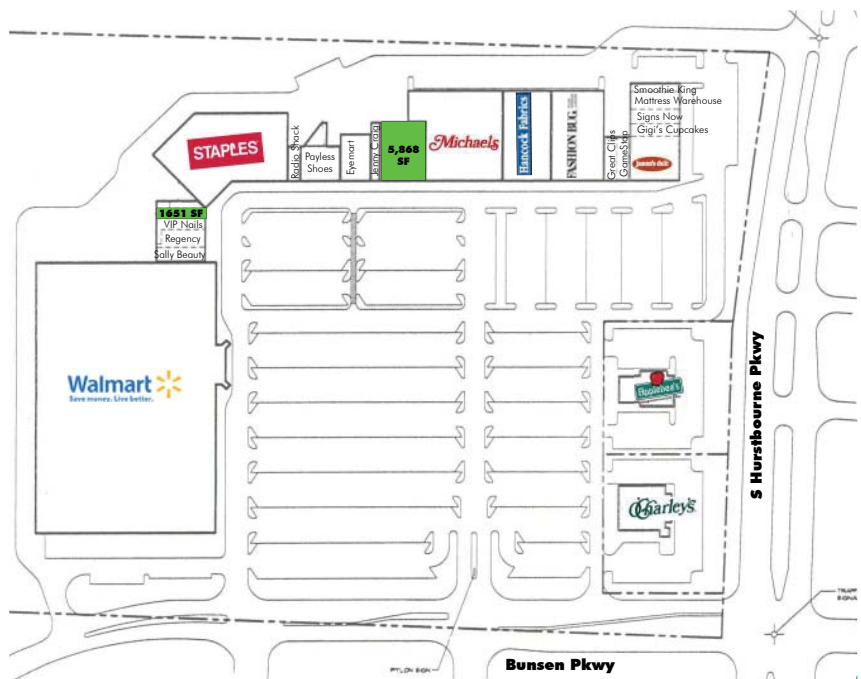 Smoothie King
Mattress Warehouse
Signs Now
Gigi's Cupcakes
STAPLES
Radio Shack
Payless
Shoes
Eyemart
Jenny Craig
5,868
SF
Michaels
Hancock Fabrics
FASHION BUG
Great Clips
GameStop
jason's deli
1651 SF
VIP Nails
Regency
Sally Beauty
Walmart
Save money. Live better.
Applebee's
O'Charley's
S Hurstbourne Pkwy
PYLON SIGN
Bunsen Pkwy